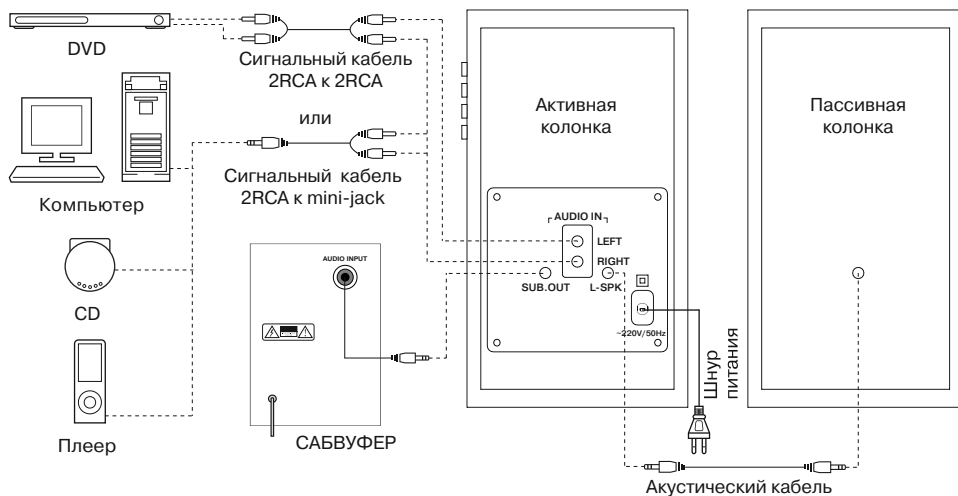 DVD
Сигнальный кабель
2RCA к 2RCA
или
Сигнальный кабель
2RCA к mini-jack
Компьютер
CD
Плеер
AUDIO INPUT
САБВУФЕР
Активная
колонка
AUDIO IN
LEFT
RIGHT
SUB.OUT
L-SPK
~220V/50Hz
Шнур
питания
Пассивная
колонка
Акустический кабель